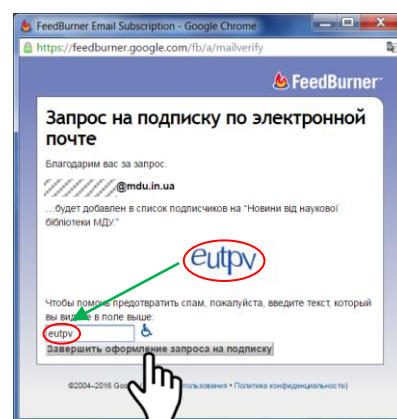 FeedBurner Email Subscription - Google Chrome
https://feedburner.google.com/fb/a/mailverify
FeedBurner™
Запрос на подписку по электронной
почте
Благодарим вас за запрос.
@mdu.in.ua
…будет добавлен в список подписчиков на "Новини від наукової
бібліотеки МДУ."
eutpv
Чтобы помочь предотвратить спам, пожалуйста, введите текст, который
вы видите в поле выше:
eutpv
Завершить оформление запроса на подписку
©2004–2016 Goo пользования • Политика конфиденциальности)